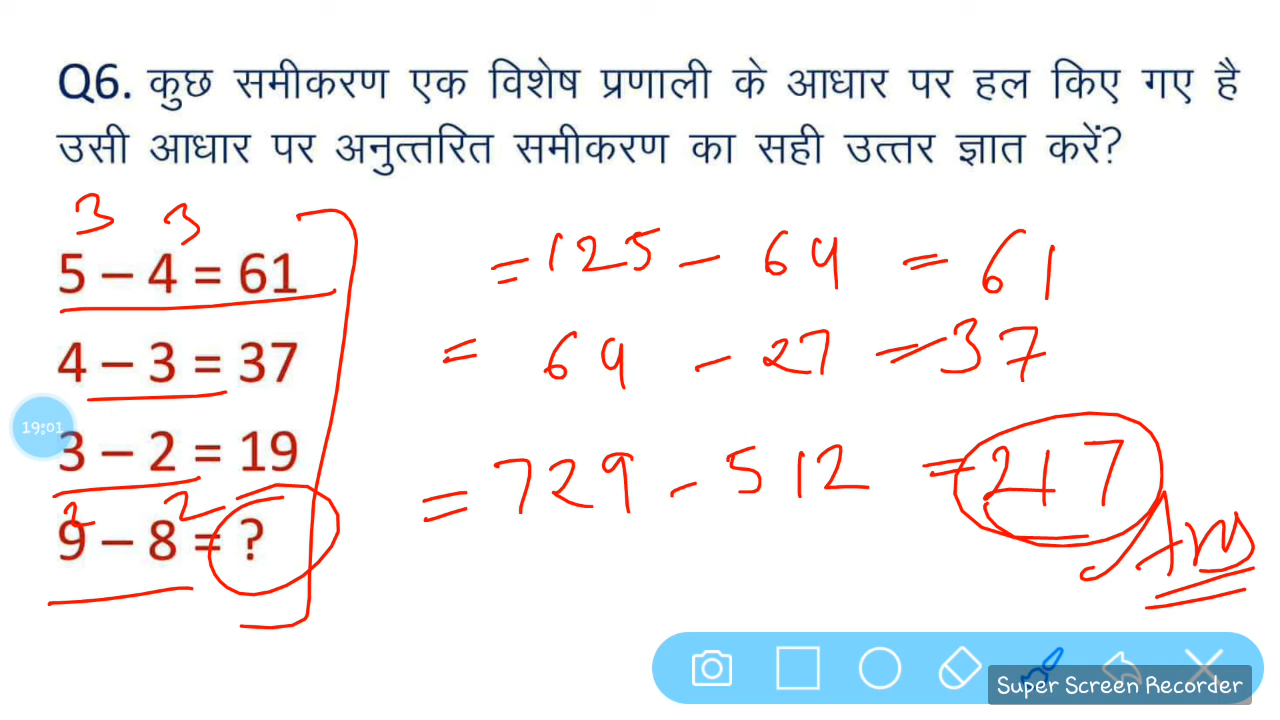 Q6. कुछ समीकरण एक विशेष प्रणाली के आधार पर हल किए गए है
उसी आधार पर अनुत्तरित समीकरण का सही उत्तर ज्ञात करें?
3 3
5 – 4 = 61
= 125 - 64 = 61
4 – 3 = 37
= 64 - 27 = 37
19:01
3 – 2 = 19
= 729 - 512 = 217
2 2
9 – 8 = ?
Ans
Super Screen Recorder